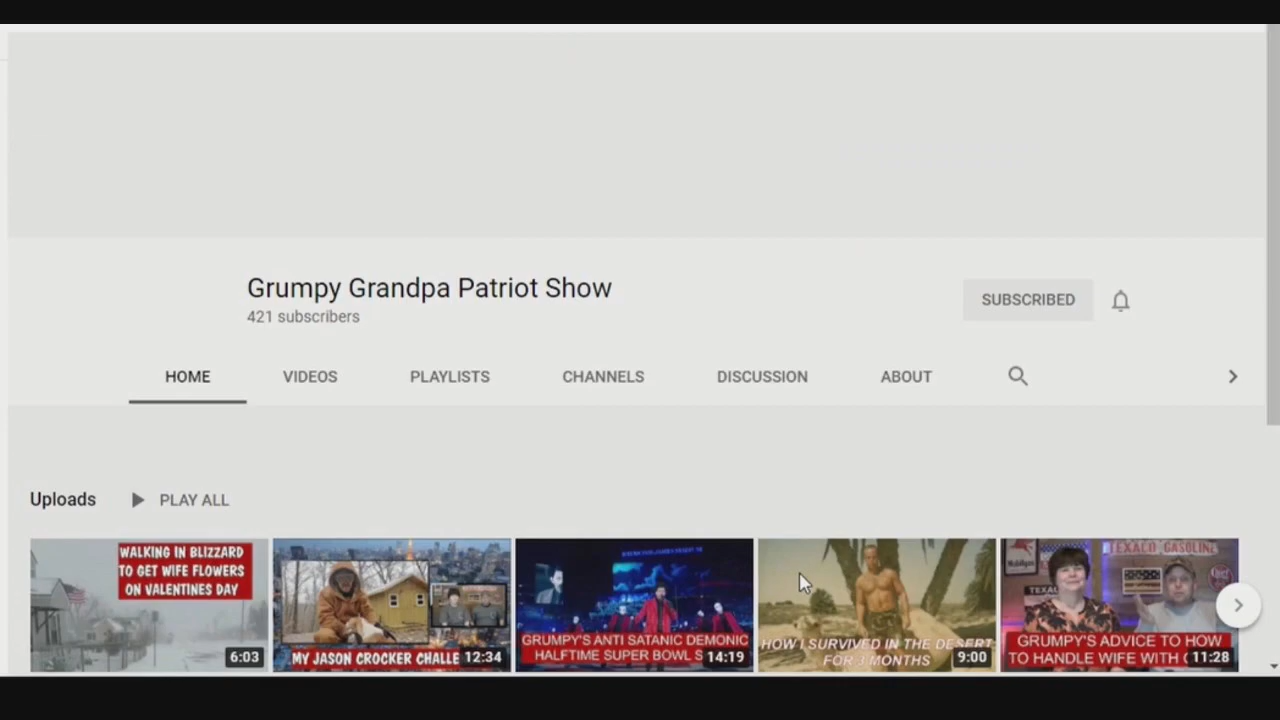 Grumpy Grandpa Patriot Show
421 subscribers
SUBSCRIBED
HOME VIDEOS PLAYLISTS CHANNELS DISCUSSION ABOUT
Uploads PLAY ALL
WALKING IN BLIZZARD
TO GET WIFE FLOWERS
ON VALENTINES DAY
6:03
MY JASON CROCKER CHALLE
12:34
GRUMPY'S ANTI SATANIC DEMONIC
HALFTIME SUPER BOWL S
14:19
HOW I SURVIVED IN THE DESERT
FOR 3 MONTHS
9:00
TEXACO GASOLINE
GRUMPY'S ADVICE TO HOW
TO HANDLE WIFE WITH
11:28